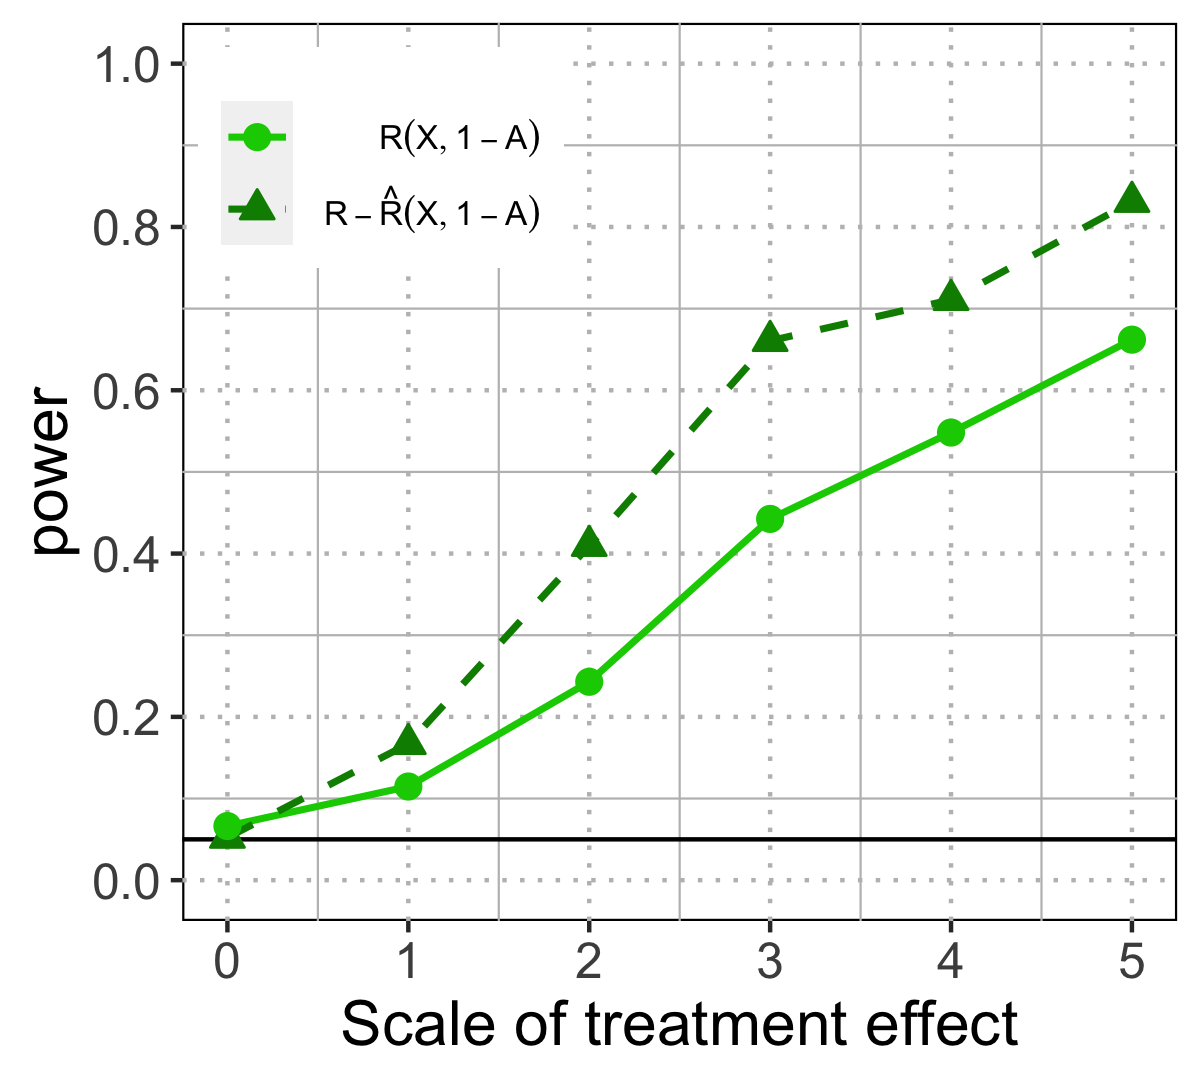 1.0
0.8
0.6
0.4
0.2
0.0
power
R(X, 1 – A)
R – R̂(X, 1 – A)
0 1 2 3 4 5
Scale of treatment effect